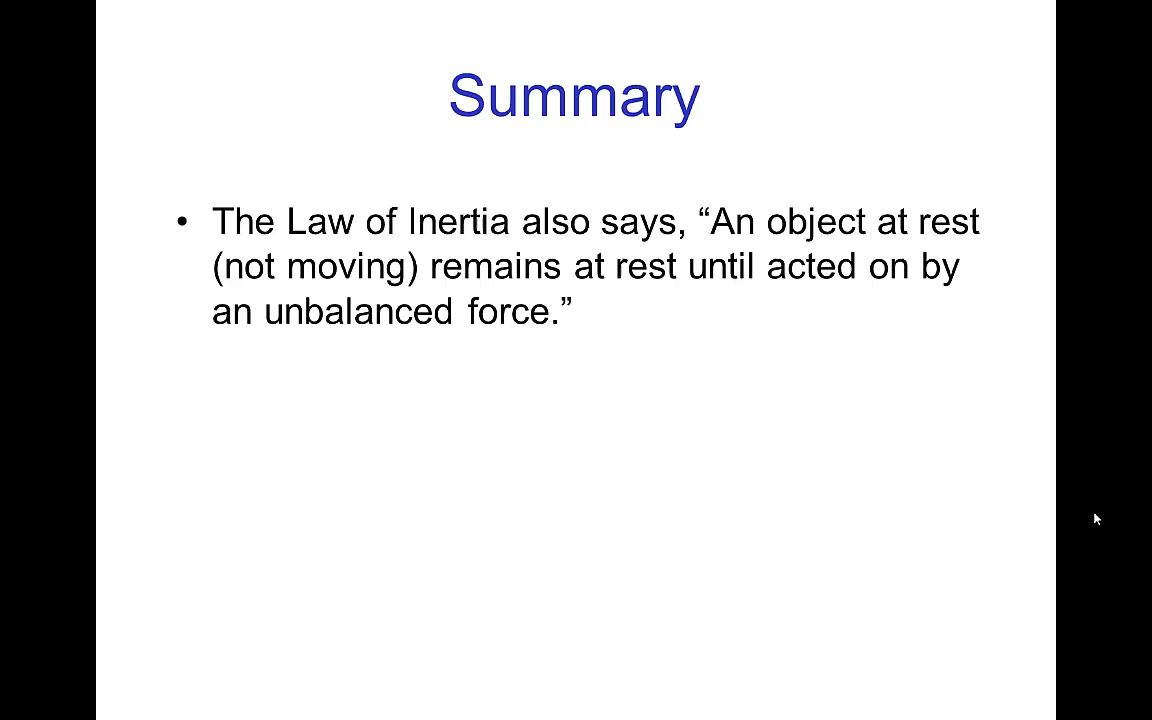 Summary
• The Law of Inertia also says, “An object at rest
(not moving) remains at rest until acted on by
an unbalanced force.”